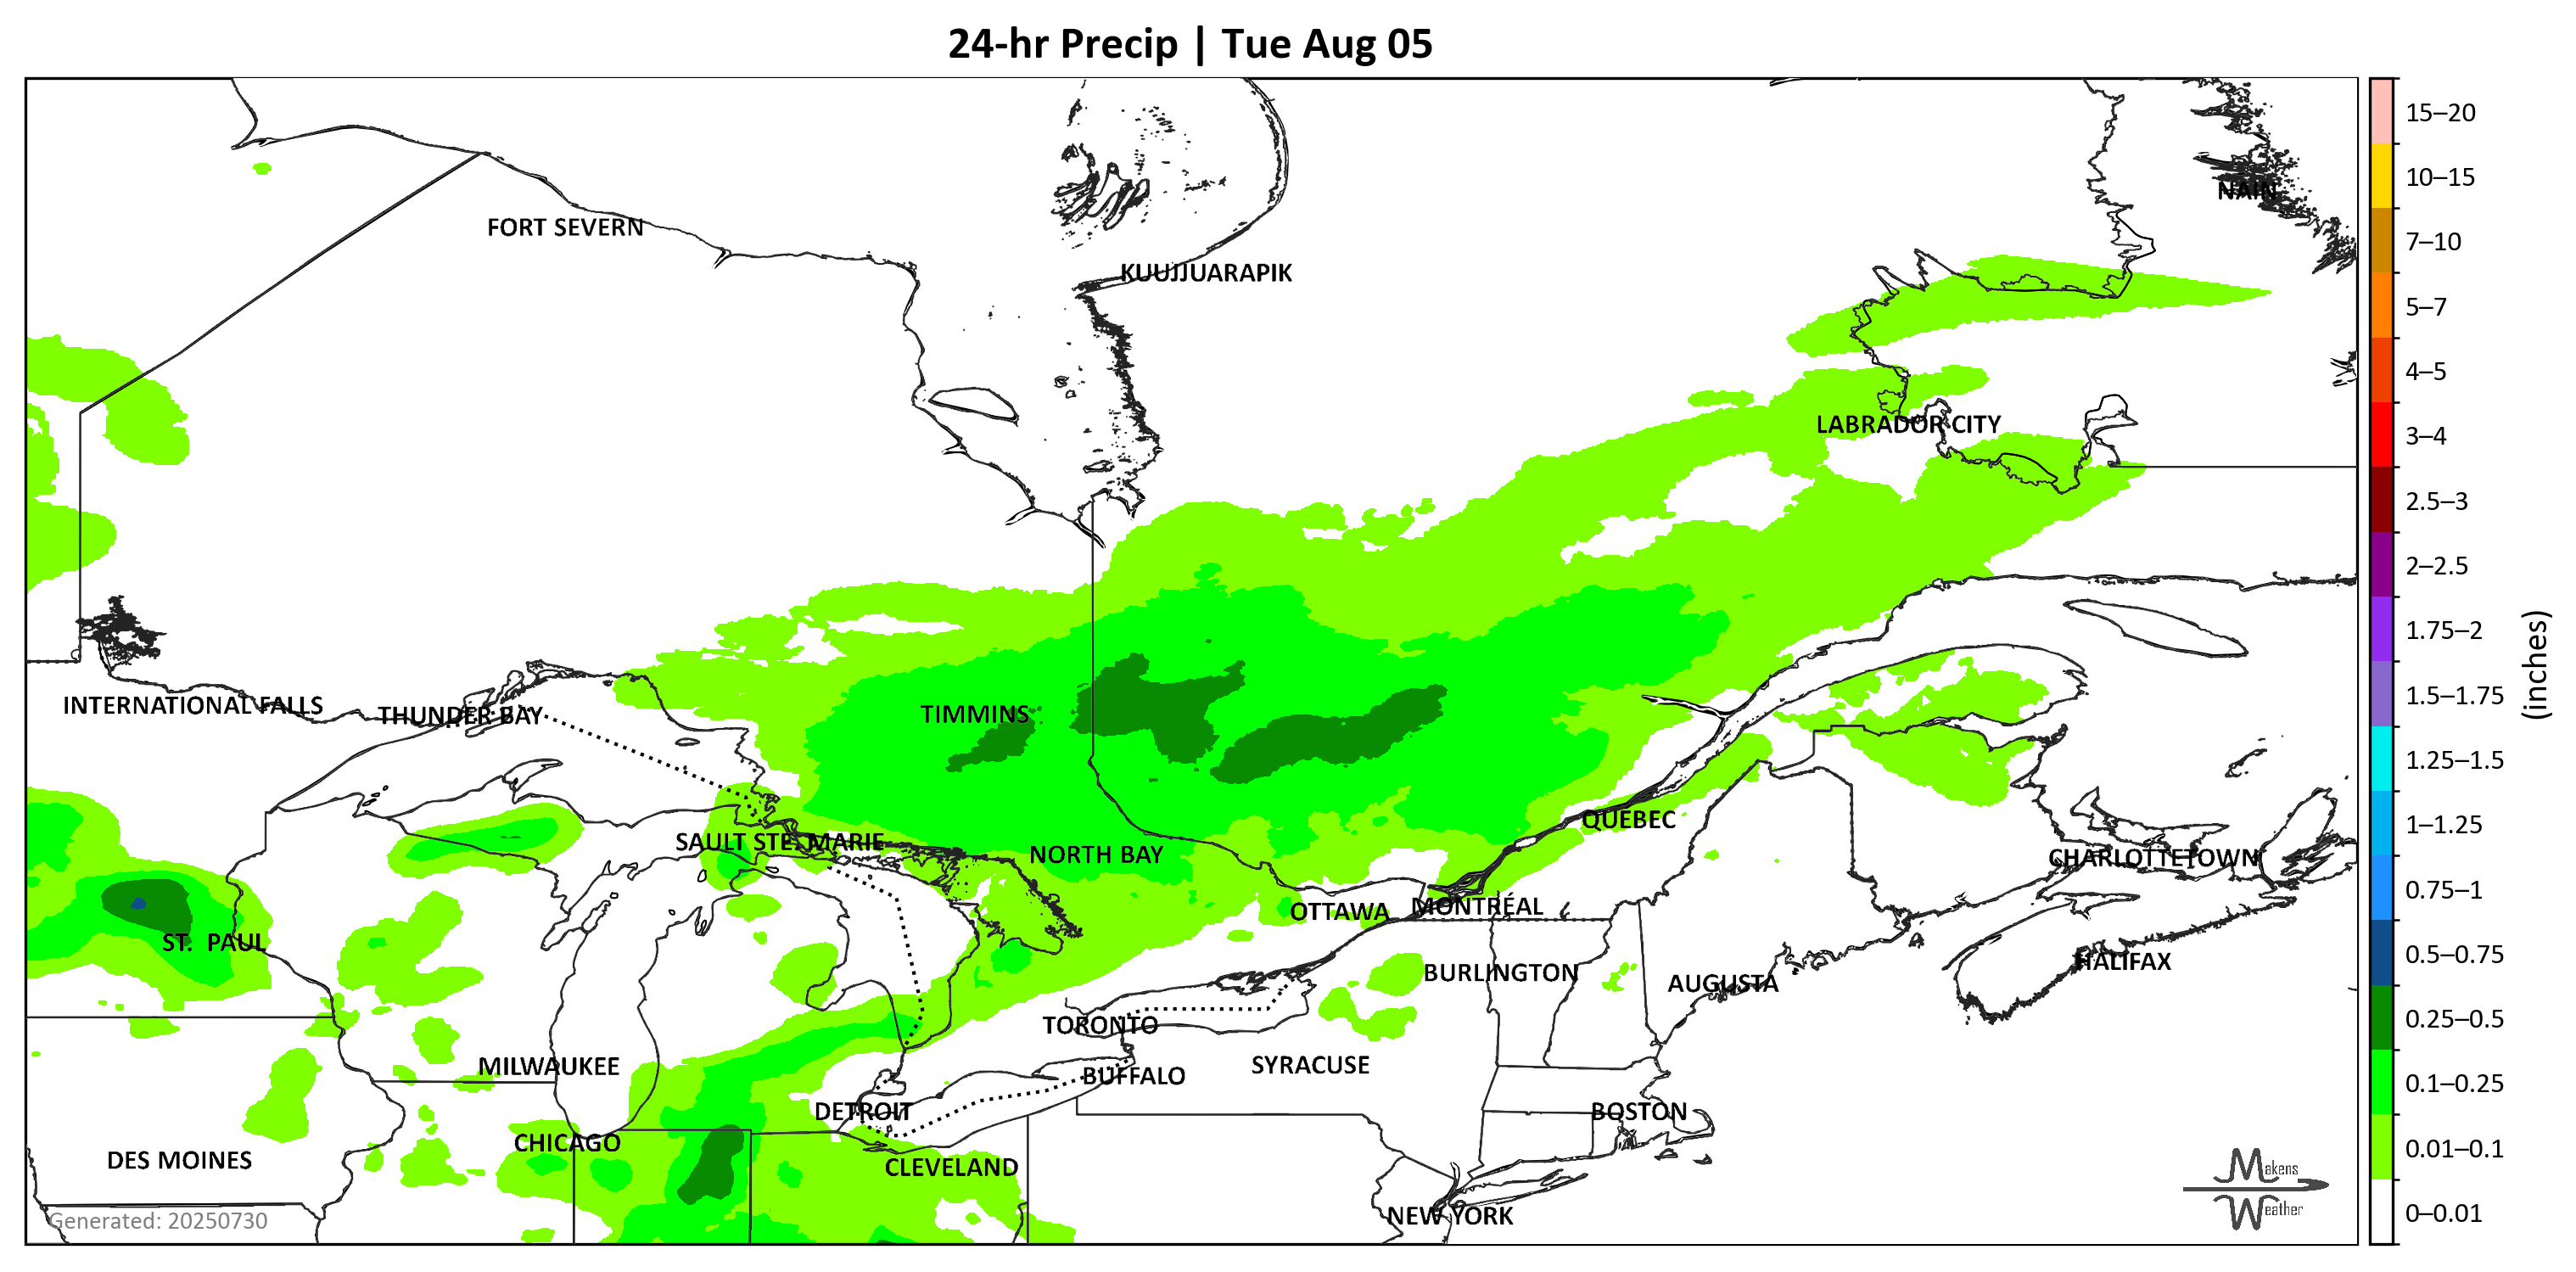 24-hr Precip | Tue Aug 05
15–20
10–15
NAIN
FORT SEVERN
7–10
KUUJJUARAPIK
5–7
4–5
LABRADOR CITY
3–4
2.5–3
2–2.5
1.75–2
(inches)
1.5–1.75
INTERNATIONAL FALLS
THUNDER BAY
TIMMINS
1.25–1.5
1–1.25
QUEBEC
SAULT STE. MARIE
NORTH BAY
CHARLOTTETOWN
0.75–1
OTTAWA
MONTRÉAL
ST. PAUL
0.5–0.75
HALIFAX
BURLINGTON
AUGUSTA
0.25–0.5
TORONTO
MILWAUKEE
SYRACUSE
BUFFALO
0.1–0.25
DETROIT
BOSTON
CHICAGO
0.01–0.1
DES MOINES
CLEVELAND
Makens
Weather
0–0.01
NEW YORK
Generated: 20250730